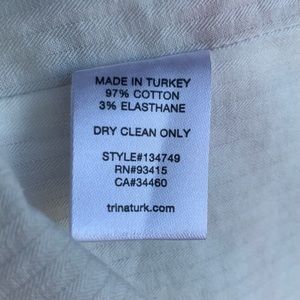 MADE IN TURKEY
97% COTTON
3% ELASTHANE
DRY CLEAN ONLY
STYLE#134749
RN#93415
CA#34460
trinaturk.com